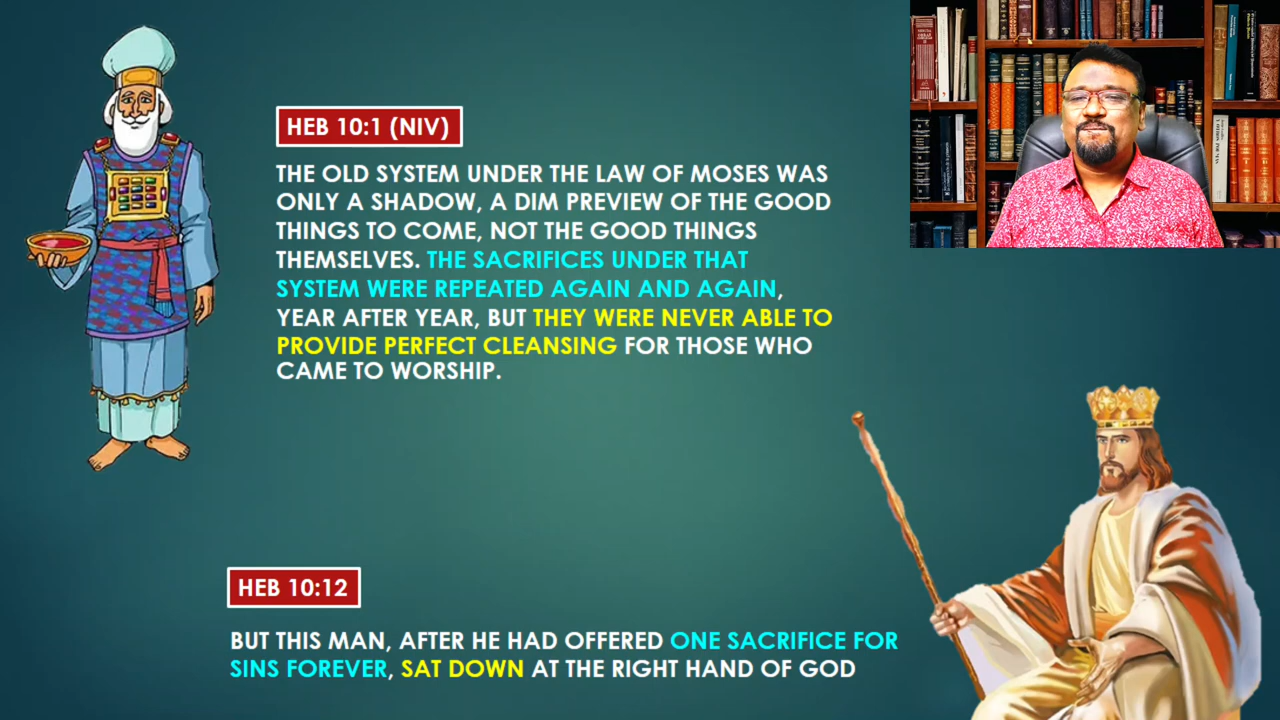 HEB 10:1 (NIV)
THE OLD SYSTEM UNDER THE LAW OF MOSES WAS
ONLY A SHADOW, A DIM PREVIEW OF THE GOOD
THINGS TO COME, NOT THE GOOD THINGS
THEMSELVES. THE SACRIFICES UNDER THAT
SYSTEM WERE REPEATED AGAIN AND AGAIN,
YEAR AFTER YEAR, BUT THEY WERE NEVER ABLE TO
PROVIDE PERFECT CLEANSING FOR THOSE WHO
CAME TO WORSHIP.
HEB 10:12
BUT THIS MAN, AFTER HE HAD OFFERED ONE SACRIFICE FOR
SINS FOREVER, SAT DOWN AT THE RIGHT HAND OF GOD